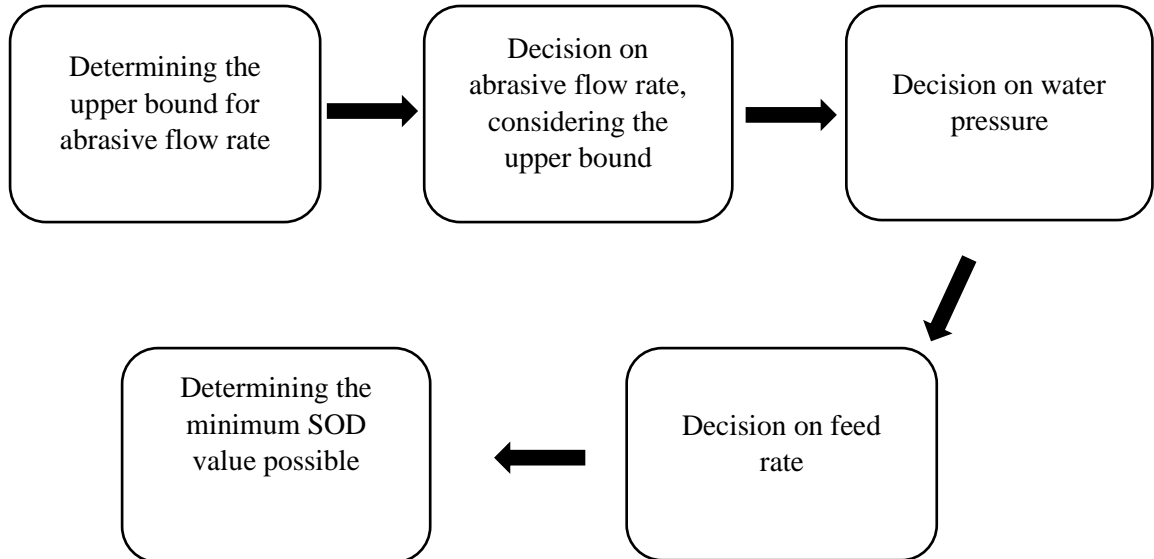 Determining the
upper bound for
abrasive flow rate
Decision on
abrasive flow rate,
considering the
upper bound
Decision on water
pressure
Decision on feed
rate
Determining the
minimum SOD
value possible